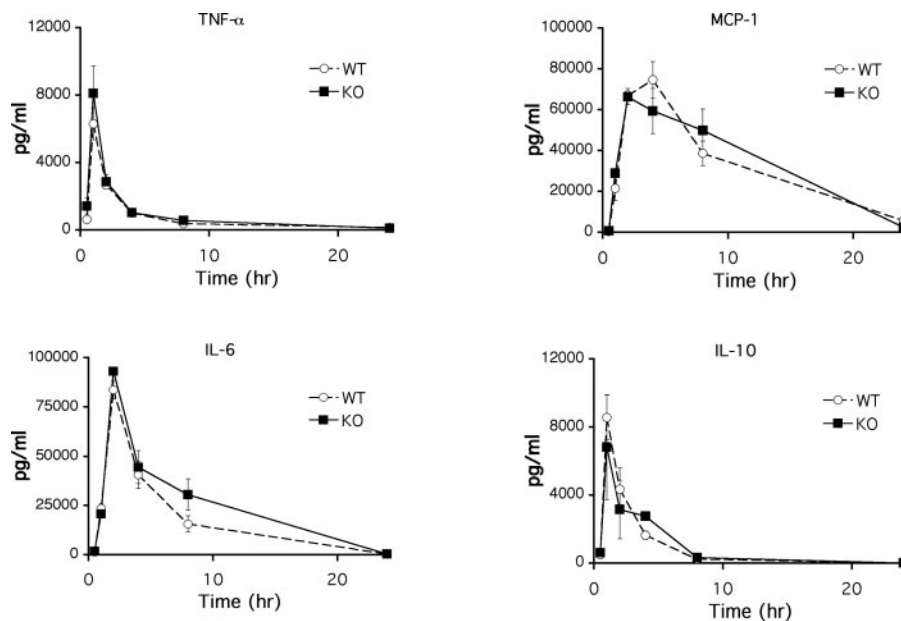 TNF-α
12000
8000
4000
0
pg/ml
WT
KO
0 10 20
Time (hr)
MCP-1
100000
80000
60000
40000
20000
0
pg/ml
WT
KO
0 10 20
Time (hr)
IL-6
100000
75000
50000
25000
0
pg/ml
WT
KO
0 10 20
Time (hr)
IL-10
12000
8000
4000
0
pg/ml
WT
KO
0 10 20
Time (hr)